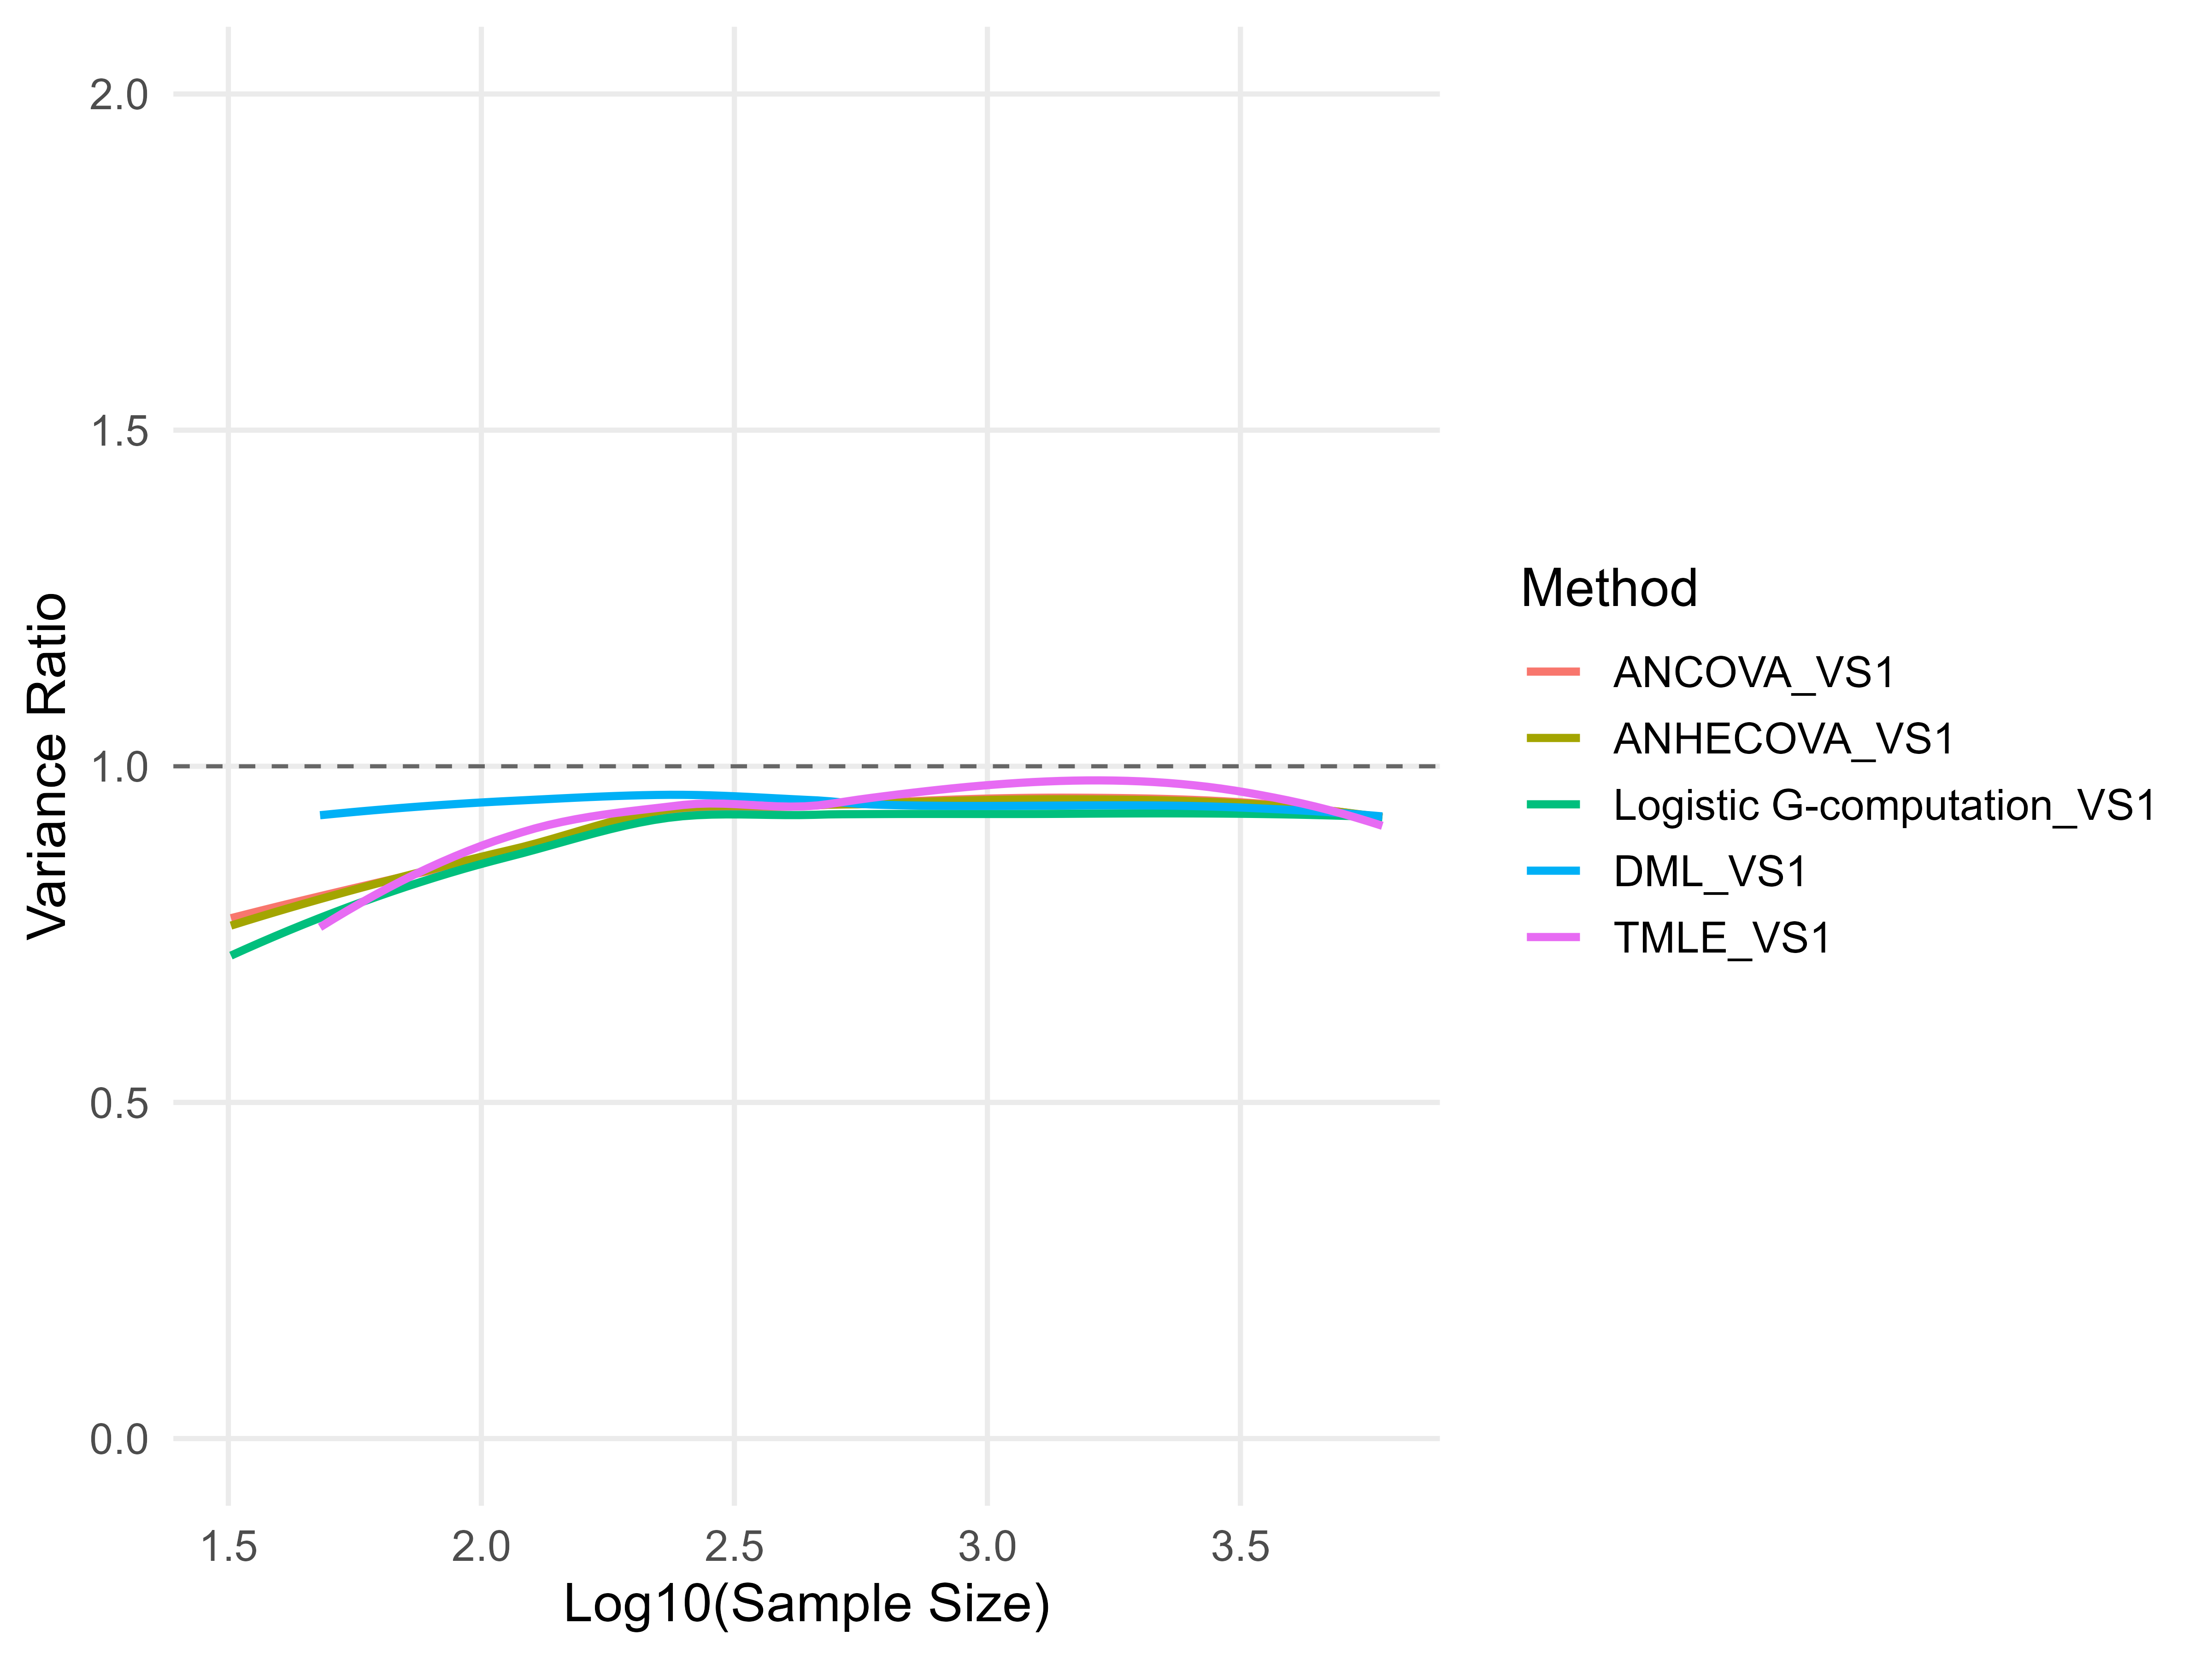 2.0
1.5
1.0
0.5
0.0
Variance Ratio
1.5 2.0 2.5 3.0 3.5
Log10(Sample Size)
Method
ANCOVA_VS1
ANHECOVA_VS1
Logistic G-computation_VS1
DML_VS1
TMLE_VS1